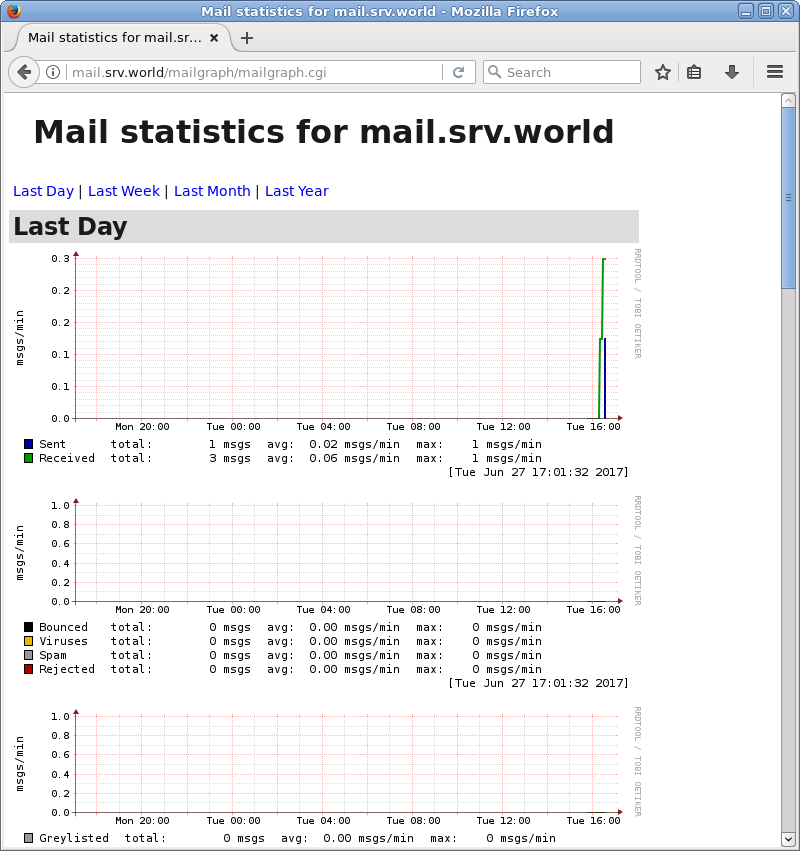 Mail statistics for mail.srv.world - Mozilla Firefox
Mail statistics for mail.sr...
mail.srv.world/mailgraph/mailgraph.cgi
Search
Mail statistics for mail.srv.world
Last Day | Last Week | Last Month | Last Year
Last Day
msgs/min
0.3
0.2
0.2
0.1
0.1
0.0
Mon 20:00 Tue 00:00 Tue 04:00 Tue 08:00 Tue 12:00 Tue 16:00
RRDTOOL / TOBI OETIKER
Sent total: 1 msgs avg: 0.02 msgs/min max: 1 msgs/min
Received total: 3 msgs avg: 0.06 msgs/min max: 1 msgs/min
[Tue Jun 27 17:01:32 2017]
msgs/min
1.0
0.8
0.6
0.4
0.2
0.0
Mon 20:00 Tue 00:00 Tue 04:00 Tue 08:00 Tue 12:00 Tue 16:00
RRDTOOL / TOBI OETIKER
Bounced total: 0 msgs avg: 0.00 msgs/min max: 0 msgs/min
Viruses total: 0 msgs avg: 0.00 msgs/min max: 0 msgs/min
Spam total: 0 msgs avg: 0.00 msgs/min max: 0 msgs/min
Rejected total: 0 msgs avg: 0.00 msgs/min max: 0 msgs/min
[Tue Jun 27 17:01:32 2017]
msgs/min
1.0
0.8
0.6
0.4
0.2
0.0
Mon 20:00 Tue 00:00 Tue 04:00 Tue 08:00 Tue 12:00 Tue 16:00
RRDTOOL / TOBI OETIKER
Greylisted total: 0 msgs avg: 0.00 msgs/min max: 0 msgs/min